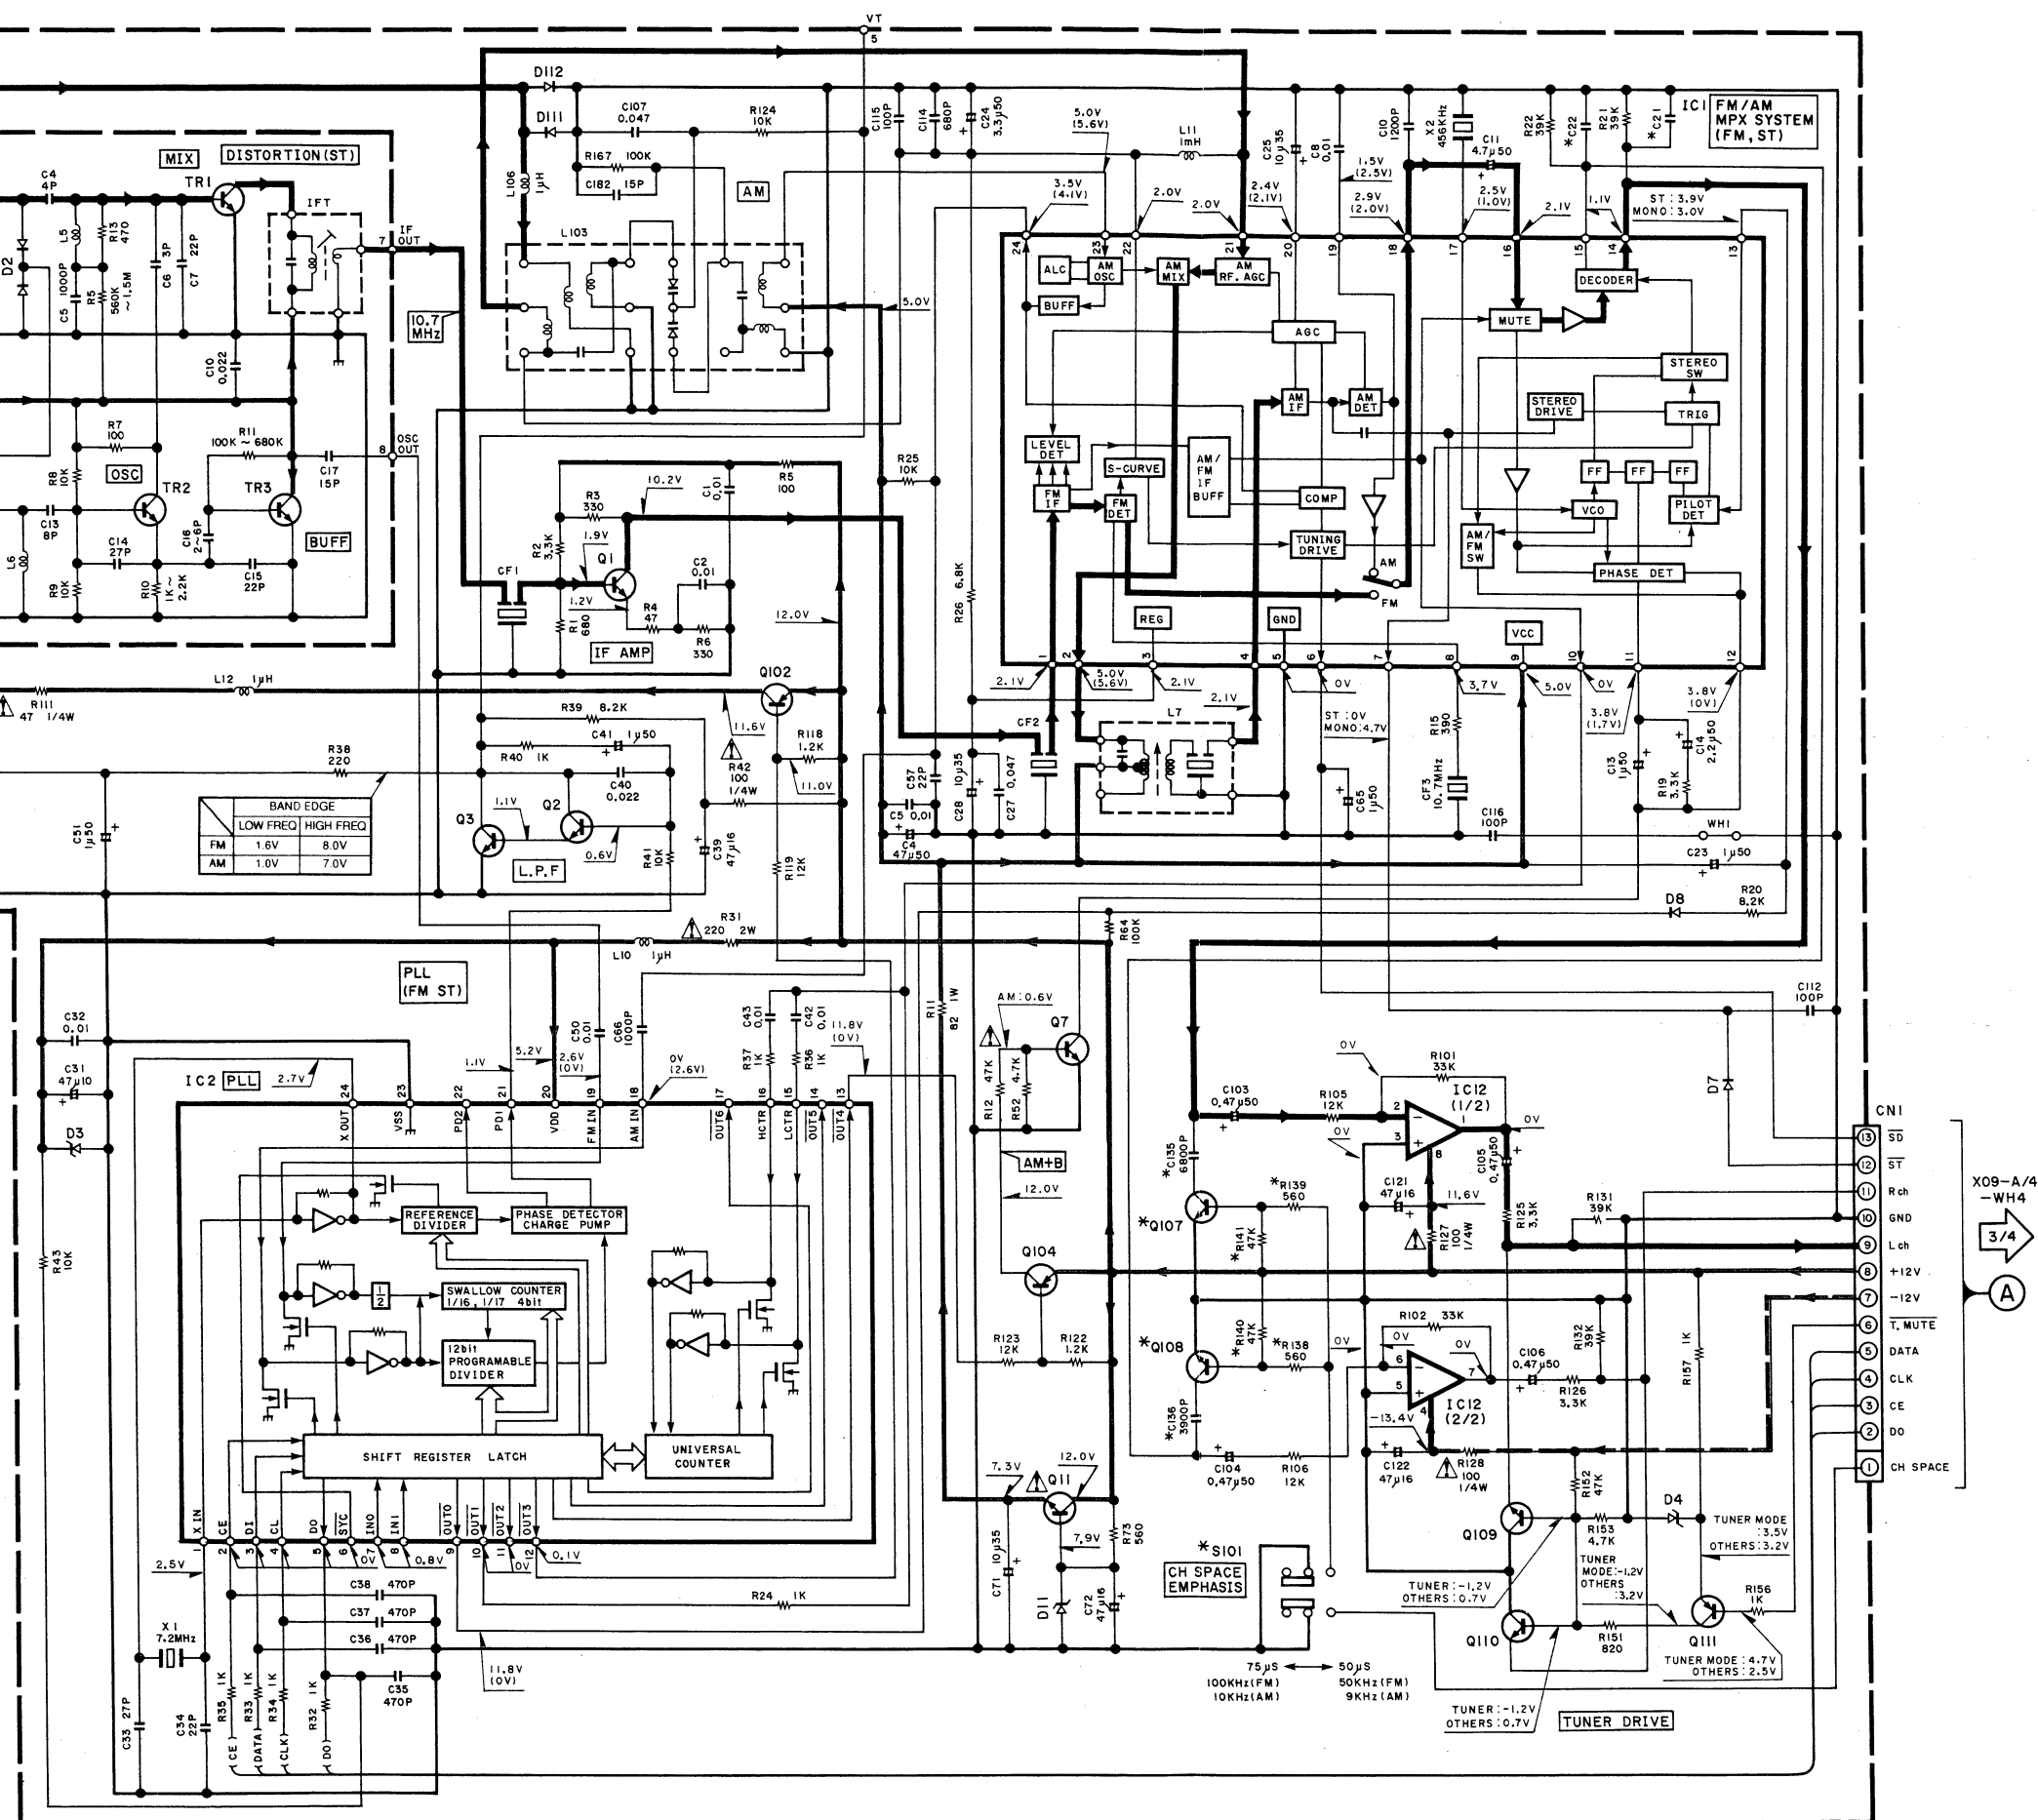 VT
5
D112
D111
C107
0.047
R124
10K
R167 100K
C182 15P
L106
1μH
AM
L103
C115
100P
C114
680P
C24
3.3μ50
5.0V
(5.6V)
L11
1mH
C25
10μ35
C8
0.01
C10
1200P
X2
456KHz
C11
4.7μ50
R22
39K
*C22
R21
39K
*C21
IC1
FM/AM
MPX SYSTEM
(FM, ST)
MIX
DISTORTION(ST)
C4
4P
TR1
IFT
7
IF
OUT
D2
L5
R13
470
C5 1000P
R5
560K
~1.5M
C6 3P
C7 22P
C10
0.022
10.7
MHz
5.0V
3.5V
(4.1V)
2.0V
2.0V
2.4V
(2.1V)
1.5V
(2.5V)
2.9V
(2.0V)
2.5V
(1.0V)
2.1V
1.1V
ST : 3.9V
MONO : 3.0V
24
23
22
21
20
19
18
17
16
15
14
13
ALC
AM
OSC
AM
MIX
AM
RF. AGC
DECODER
BUFF
AGC
MUTE
STEREO
SW
AM
IF
AM
DET
STEREO
DRIVE
TRIG
LEVEL
DET
S-CURVE
AM/
FM
IF
BUFF
FM
IF
FM
DET
COMP
TUNING
DRIVE
FF
FF
FF
VCO
PILOT
DET
AM/
FM
SW
PHASE DET
AM
FM
REG
GND
VCC
1
2
3
4
5
6
7
8
9
10
11
12
2.1V
5.0V
(5.6V)
2.1V
2.1V
0V
3.7V
5.0V
0V
3.8V
(1.7V)
3.8V
(0V)
R7
100
R11
100K ~ 680K
8
OSC
OUT
R8
10K
OSC
TR2
TR3
C17
15P
C13
8P
C16
2~6P
BUFF
L6
C14
27P
R9
10K
R10
1K~
2.2K
C15
22P
10.2V
C1
0.01
R5
100
R3
330
R2
3.3K
1.9V
Q1
C2
0.01
CF1
1.2V
R4
47
R1
680
R6
330
IF AMP
R25
10K
R26 6.8K
12.0V
Q102
L12 1μH
R111
47 1/4W
R39 8.2K
11.6V
R40 1K
C41 1μ50
R118
1.2K
R38
220
R42
100
1/4W
11.0V
C40
0.022
BAND EDGE
LOW FREQ HIGH FREQ
FM 1.6V 8.0V
AM 1.0V 7.0V
C51
1μ50
1.1V
Q2
Q3
0.6V
L.P.F
R41
10K
C39
47μ16
R119
12K
C57
22P
C5 0.01
C4
47μ50
C28 10μ35
C27 0.047
CF2
L7
ST : 0V
MONO:4.7V
C65
1μ50
R15
390
CF3
10.7MHz
C116
100P
C13
1μ50
C14
2.2μ50
R19
3.3K
WH1
C23 1μ50
D8
R20
8.2K
R31
220 2W
L10 1μH
R64
100K
PLL
(FM ST)
R11
82 1W
AM:0.6V
Q7
R12 47K
R52 4.7K
AM+B
12.0V
C32
0.01
C31
47μ10
D3
R43
10K
IC2 PLL
2.7V
1.1V
5.2V
2.6V
(0V)
C50
0.01
C66
1000P
0V
(2.6V)
C43
0.01
C42
0.01
R37
1K
R36
1K
11.8V
(0V)
24
23
22
21
20
19
18
17
16
15
14
13
XOUT
VSS
PD2
PD1
VDD
FMIN
AMIN
OUT6
HCTR
LCTR
OUT5
OUT4
REFERENCE
DIVIDER
PHASE DETECTOR
CHARGE PUMP
1/2
SWALLOW COUNTER
1/16, 1/17 4bit
12bit
PROGRAMABLE
DIVIDER
SHIFT REGISTER LATCH
UNIVERSAL
COUNTER
XIN
CE
DI
CL
DO
SYC
IN0
IN1
OUT0
OUT1
OUT2
OUT3
1
2
3
4
5
6
7
8
9
10
11
12
2.5V
0V
0.8V
0V
0.1V
C38 470P
C37 470P
C36 470P
C35
470P
R24 1K
X1
7.2MHz
C33 27P
C34
22P
R35 1K
R33 1K
R34 1K
R32 1K
CE
DATA
CLK
DO
11.8V
(0V)
Q104
R123
12K
R122
1.2K
7.3V
Q11
12.0V
7.9V
R73
560
C71 10μ35
D11
C72
47μ16
C103
0.47μ50
R105
12K
0V
R101
33K
IC12
(1/2)
2
3
1
8
0V
0V
*C135
6800P
*Q107
*R139
560
*R141
47K
C121
47μ16
11.6V
R127
100
1/4W
C105
0.47μ50
R125
3.3K
R131
39K
*Q108
*R140
47K
*R138
560
0V
R102 33K
0V
0V
6
5
7
4
IC12
(2/2)
-13.4V
C106
0.47μ50
R126
3.3K
R132
39K
*C136
3900P
C104
0.47μ50
R106
12K
C122
47μ16
R128
100
1/4W
R157 1K
R152
47K
C112
100P
D7
CN1
13 SD
12 ST
11 Rch
10 GND
9 Lch
8 +12V
7 -12V
6 T.MUTE
5 DATA
4 CLK
3 CE
2 DO
1 CH SPACE
X09-A/4
-WH4
3/4
A
*S101
CH SPACE
EMPHASIS
75μS
50μS
100KHz(FM)
10KHz(AM)
50KHz(FM)
9KHz(AM)
Q109
R153
4.7K
D4
TUNER MODE
:3.5V
OTHERS:3.2V
TUNER
MODE:-1.2V
OTHERS
:3.2V
TUNER:-1.2V
OTHERS:0.7V
Q110
R151
820
Q111
R156
1K
TUNER MODE:4.7V
OTHERS:2.5V
TUNER:-1.2V
OTHERS:0.7V
TUNER DRIVE